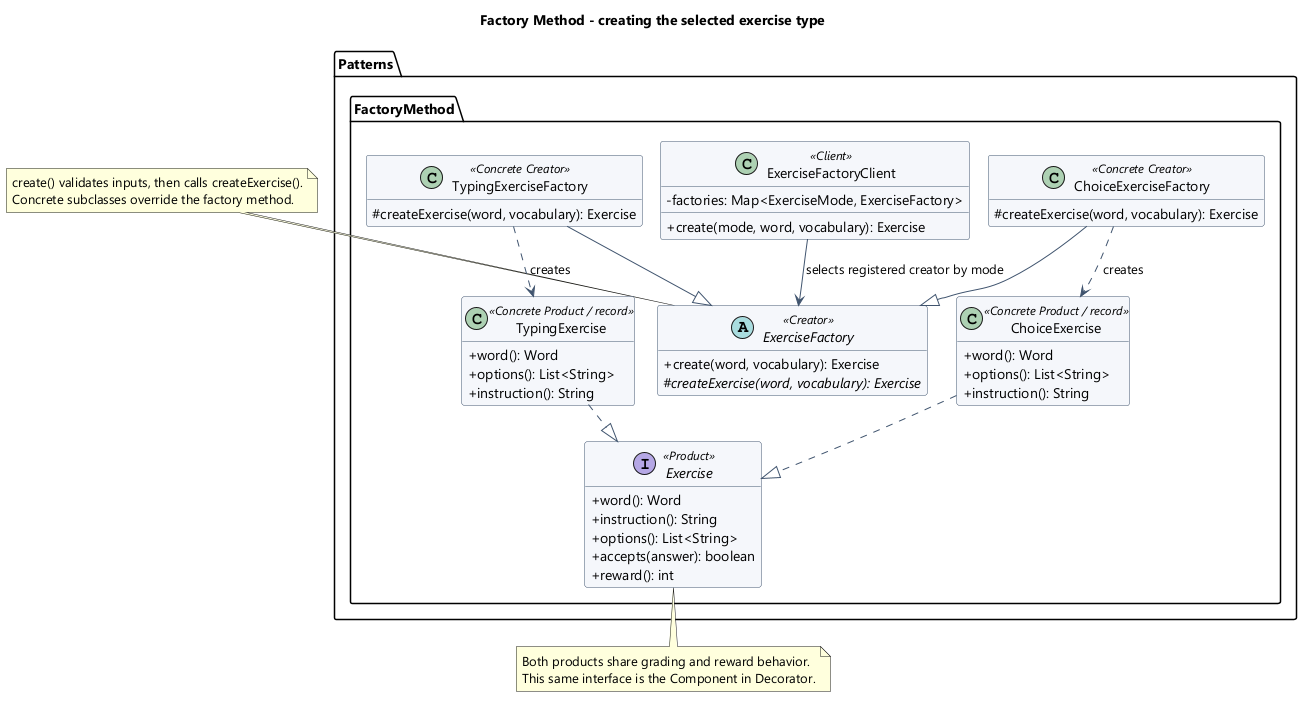 Factory Method - creating the selected exercise type
Patterns
FactoryMethod
create() validates inputs, then calls createExercise().
Concrete subclasses override the factory method.
C
«Concrete Creator»
TypingExerciseFactory
#createExercise(word, vocabulary): Exercise
C
«Client»
ExerciseFactoryClient
-factories: Map<ExerciseMode, ExerciseFactory>
+create(mode, word, vocabulary): Exercise
C
«Concrete Creator»
ChoiceExerciseFactory
#createExercise(word, vocabulary): Exercise
creates
selects registered creator by mode
creates
C
«Concrete Product / record»
TypingExercise
+word(): Word
+options(): List<String>
+instruction(): String
A
«Creator»
ExerciseFactory
+create(word, vocabulary): Exercise
#createExercise(word, vocabulary): Exercise
C
«Concrete Product / record»
ChoiceExercise
+word(): Word
+options(): List<String>
+instruction(): String
I
«Product»
Exercise
+word(): Word
+instruction(): String
+options(): List<String>
+accepts(answer): boolean
+reward(): int
Both products share grading and reward behavior.
This same interface is the Component in Decorator.